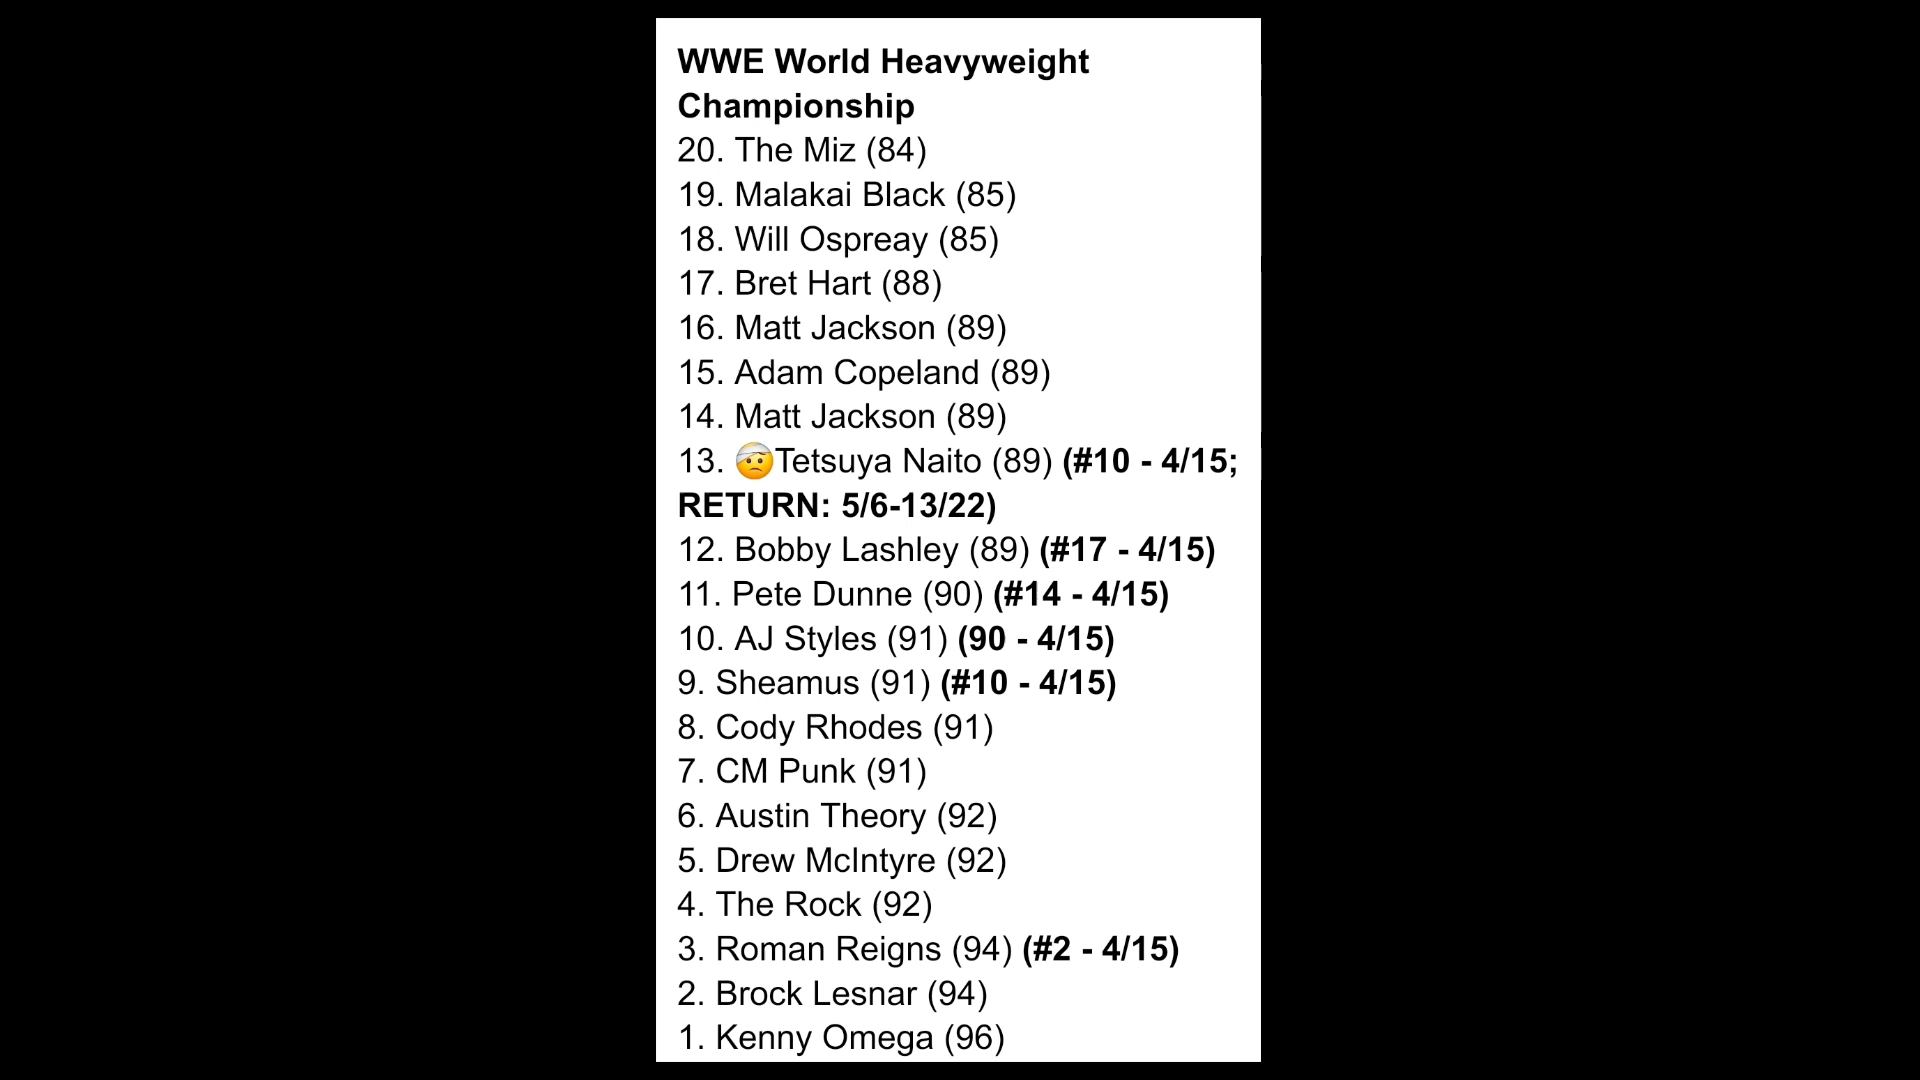 WWE World Heavyweight
Championship
20. The Miz (84)
19. Malakai Black (85)
18. Will Ospreay (85)
17. Bret Hart (88)
16. Matt Jackson (89)
15. Adam Copeland (89)
14. Matt Jackson (89)
13. 🤕Tetsuya Naito (89) (#10 - 4/15;
RETURN: 5/6-13/22)
12. Bobby Lashley (89) (#17 - 4/15)
11. Pete Dunne (90) (#14 - 4/15)
10. AJ Styles (91) (90 - 4/15)
9. Sheamus (91) (#10 - 4/15)
8. Cody Rhodes (91)
7. CM Punk (91)
6. Austin Theory (92)
5. Drew McIntyre (92)
4. The Rock (92)
3. Roman Reigns (94) (#2 - 4/15)
2. Brock Lesnar (94)
1. Kenny Omega (96)